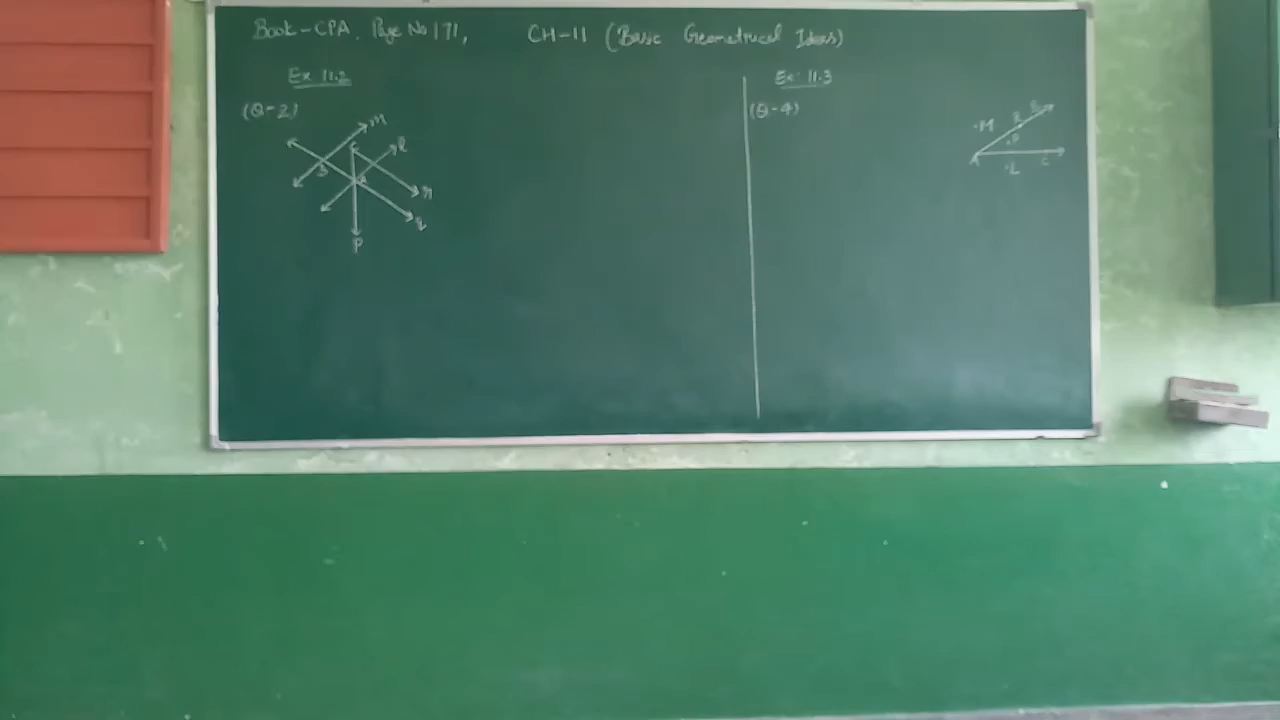 Book-CPA, Page No 171, CH-11 (Basic Geometrical Ideas)
Ex 11.2
(Q-2)
m
l
B
A
n
q
p
Ex: 11.3
(Q-4)
.M
B
.P
A
.L
C